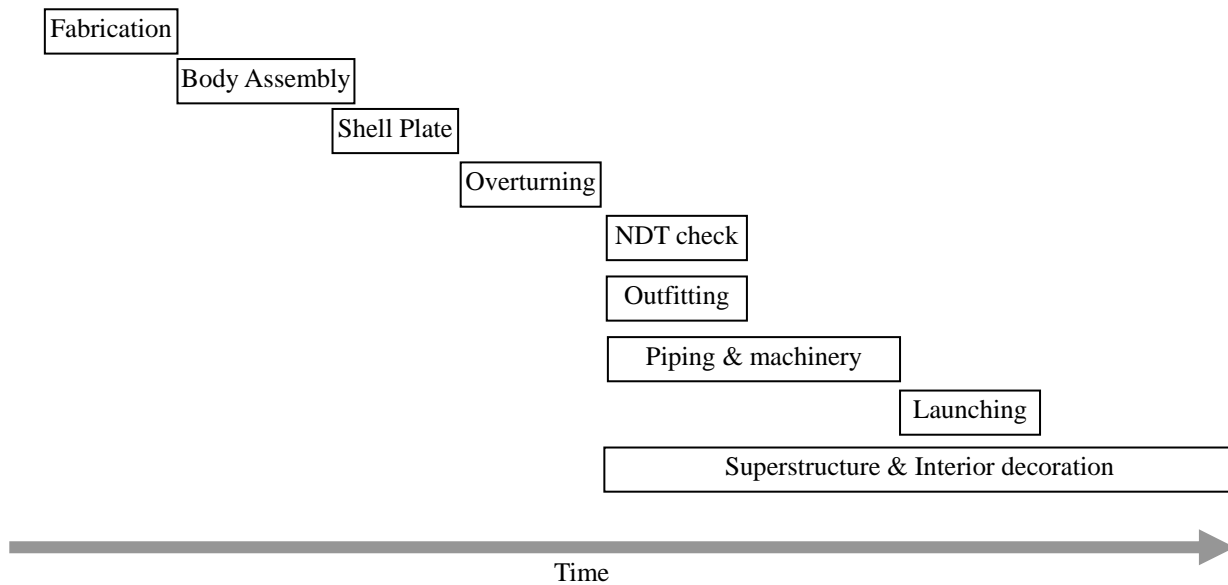 Fabrication
Body Assembly
Shell Plate
Overturning
NDT check
Outfitting
Piping & machinery
Launching
Superstructure & Interior decoration
Time